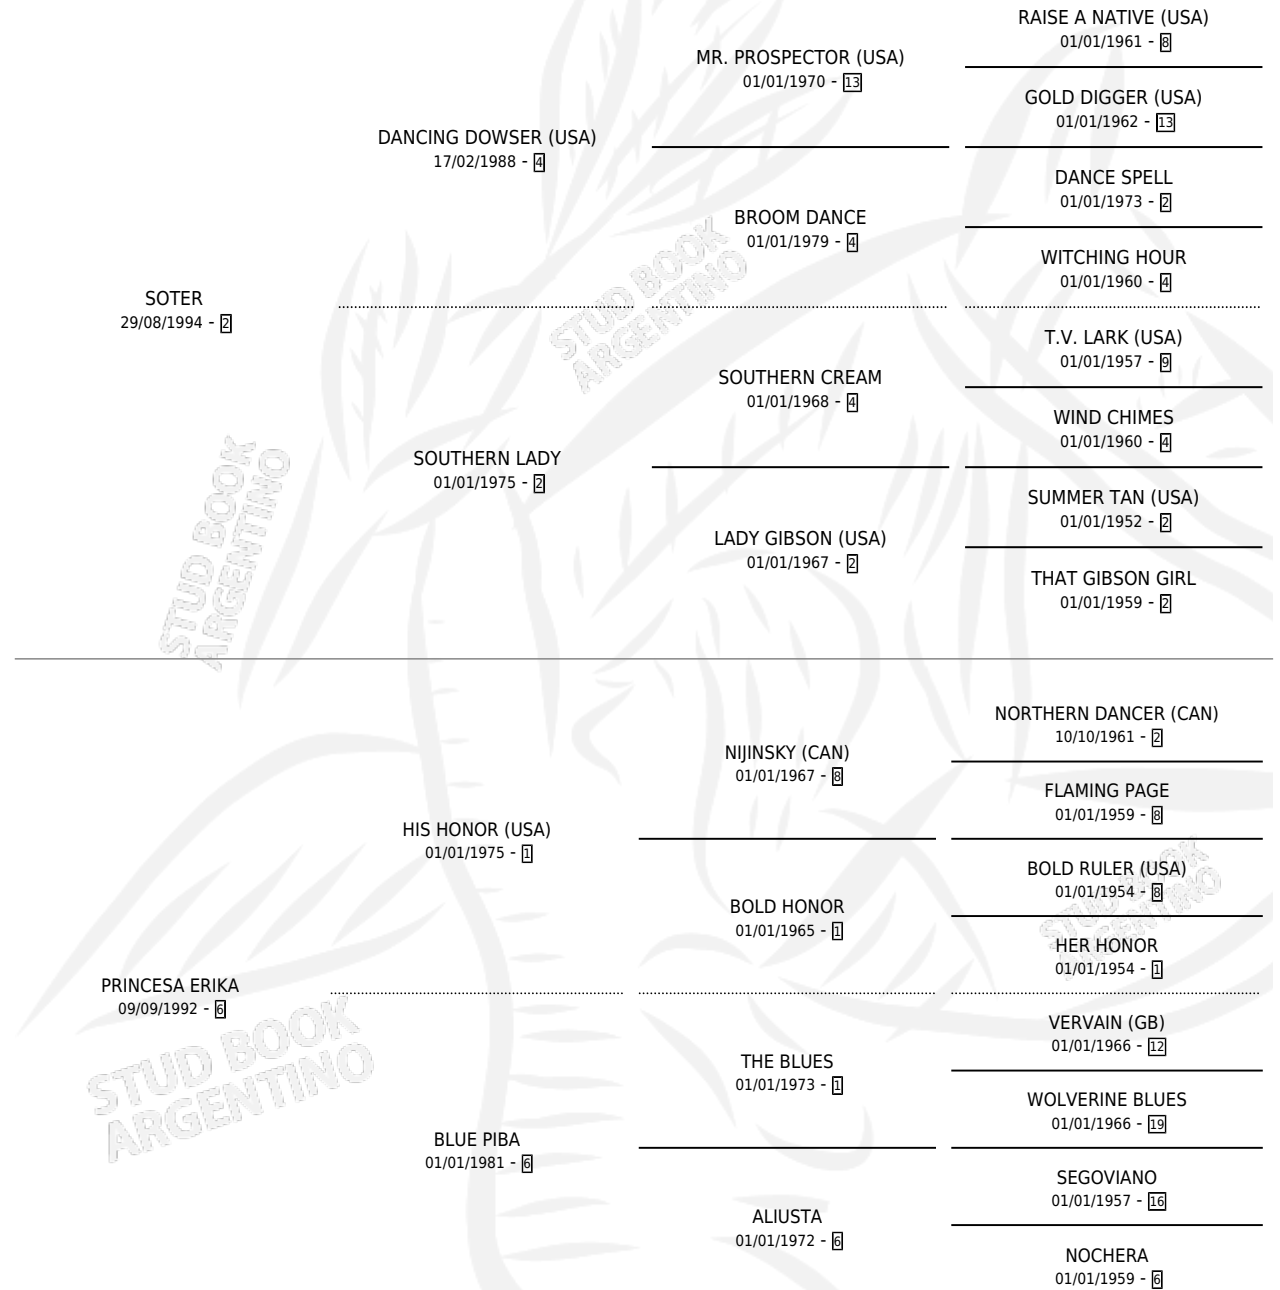 RAISE A NATIVE (USA)
01/01/1961 - 8
MR. PROSPECTOR (USA)
01/01/1970 - 13
GOLD DIGGER (USA)
01/01/1962 - 13
DANCING DOWSER (USA)
17/02/1988 - 4
DANCE SPELL
01/01/1973 - 2
BROOM DANCE
01/01/1979 - 4
WITCHING HOUR
01/01/1960 - 4
STUD BOOK
ARGENTINO
SOTER
29/08/1994 - 2
T.V. LARK (USA)
01/01/1957 - 9
SOUTHERN CREAM
01/01/1968 - 4
WIND CHIMES
01/01/1960 - 4
SOUTHERN LADY
01/01/1975 - 2
SUMMER TAN (USA)
01/01/1952 - 2
LADY GIBSON (USA)
01/01/1967 - 2
THAT GIBSON GIRL
01/01/1959 - 2
STUD BOOK
ARGENTINO
NORTHERN DANCER (CAN)
10/10/1961 - 2
NIJINSKY (CAN)
01/01/1967 - 8
FLAMING PAGE
01/01/1959 - 8
HIS HONOR (USA)
01/01/1975 - 1
BOLD RULER (USA)
01/01/1954 - 8
BOLD HONOR
01/01/1965 - 1
HER HONOR
01/01/1954 - 1
STUD BOOK
ARGENTINO
PRINCESA ERIKA
09/09/1992 - 6
VERVAIN (GB)
01/01/1966 - 12
THE BLUES
01/01/1973 - 1
WOLVERINE BLUES
01/01/1966 - 19
BLUE PIBA
01/01/1981 - 6
SEGOVIANO
01/01/1957 - 16
ALIUSTA
01/01/1972 - 6
NOCHERA
01/01/1959 - 6
STUD BOOK
ARGENTINO